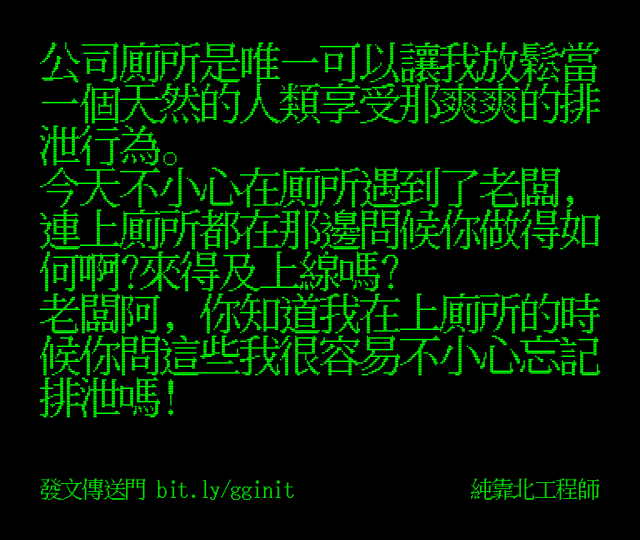 公司廁所是唯一可以讓我放鬆當
一個天然的人類享受那爽爽的排
泄行為。
今天不小心在廁所遇到了老闆,
連上廁所都在那邊問候你做得如
何啊?來得及上線嗎?
老闆阿, 你知道我在上廁所的時
候你問這些我很容易不小心忘記
排泄嗎!
發文傳送門 bit.ly/gginit
純靠北工程師